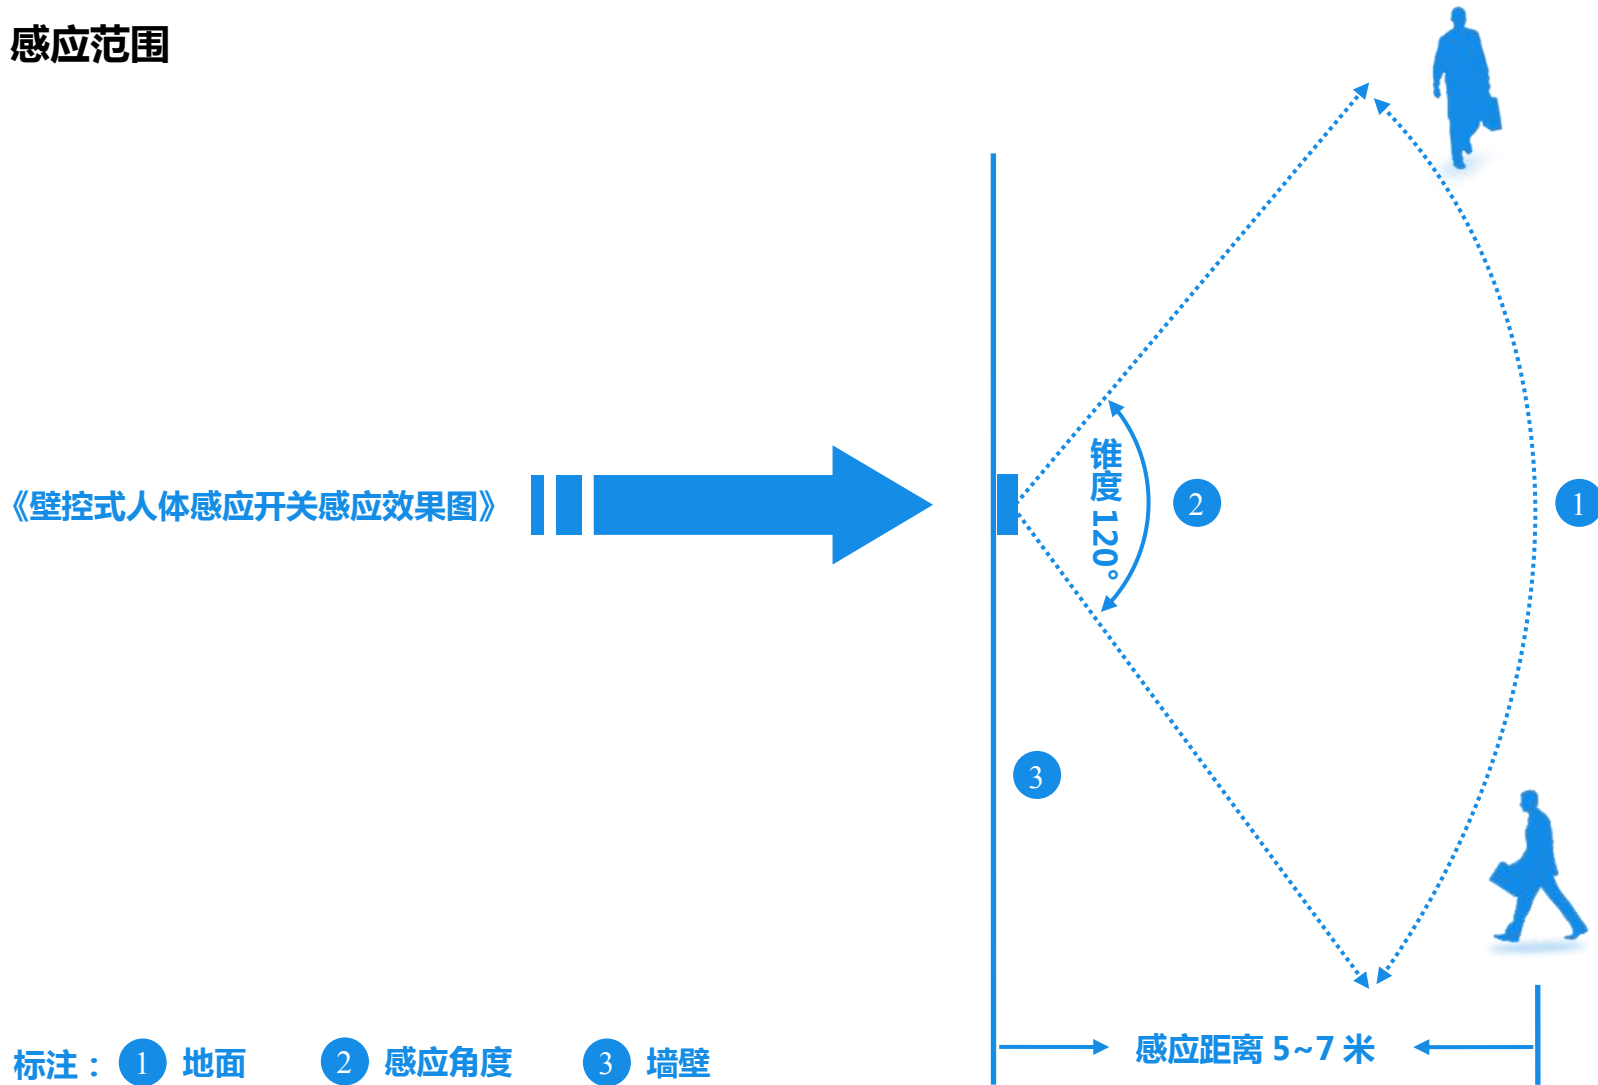 感应范围
《壁控式人体感应开关感应效果图》
锥度 120°
2
1
3
感应距离 5~7 米
标注： 1 地面 2 感应角度 3 墙壁